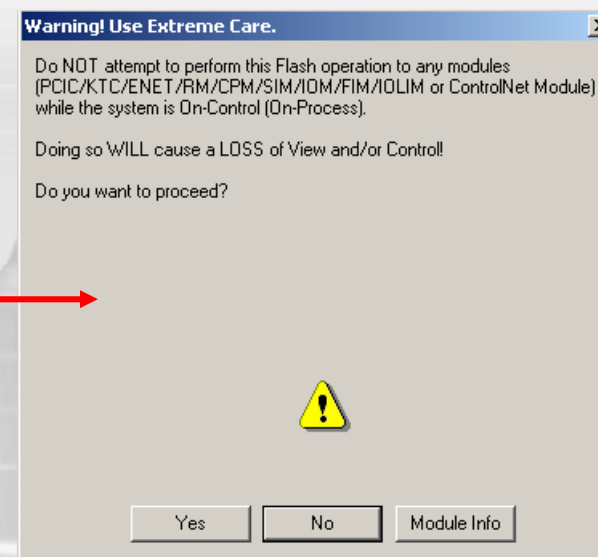 Warning! Use Extreme Care.
Do NOT attempt to perform this Flash operation to any modules
(PCIC/KTC/ENET/RM/CPM/SIM/IOM/FIM/IOLIM or ControlNet Module)
while the system is On-Control (On-Process).
Doing so WILL cause a LOSS of View and/or Control!
Do you want to proceed?
Yes No Module Info